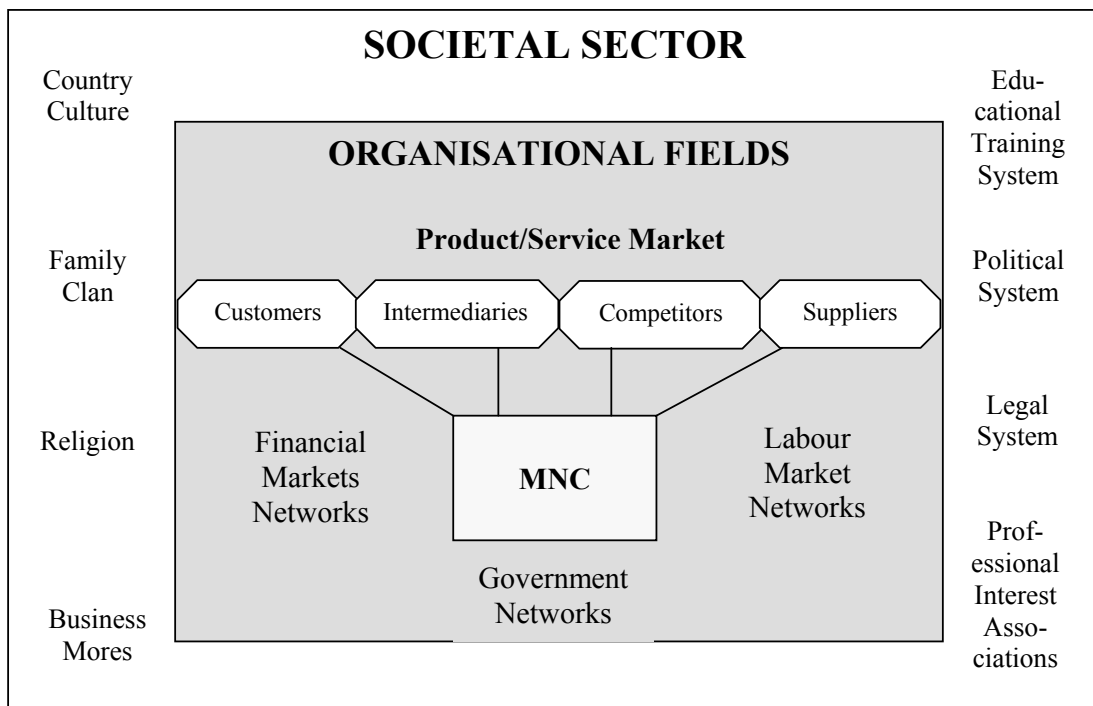 SOCIETAL SECTOR
Country
Culture
Edu-
cational
Training
System
ORGANISATIONAL FIELDS
Product/Service Market
Family
Clan
Political
System
Customers
Intermediaries
Competitors
Suppliers
Religion
Financial
Markets
Networks
MNC
Labour
Market
Networks
Legal
System
Government
Networks
Business
Mores
Prof-
essional
Interest
Asso-
ciations